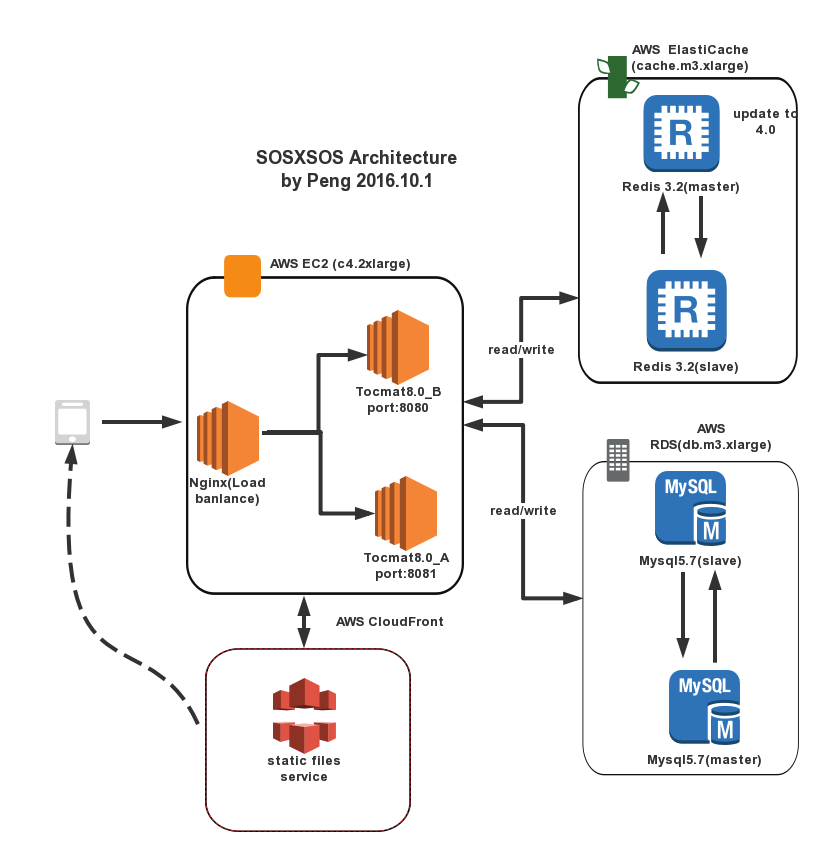 AWS ElastiCache
(cache.m3.xlarge)
R
update to
4.0
Redis 3.2(master)
R
Redis 3.2(slave)
SOSXSOS Architecture
by Peng 2016.10.1
AWS EC2 (c4.2xlarge)
Tocmat8.0_B
port:8080
Nginx(Load
banlance)
Tocmat8.0_A
port:8081
read/write
read/write
AWS
RDS(db.m3.xlarge)
MySQL
M
Mysql5.7(slave)
MySQL
M
Mysql5.7(master)
AWS CloudFront
static files
service